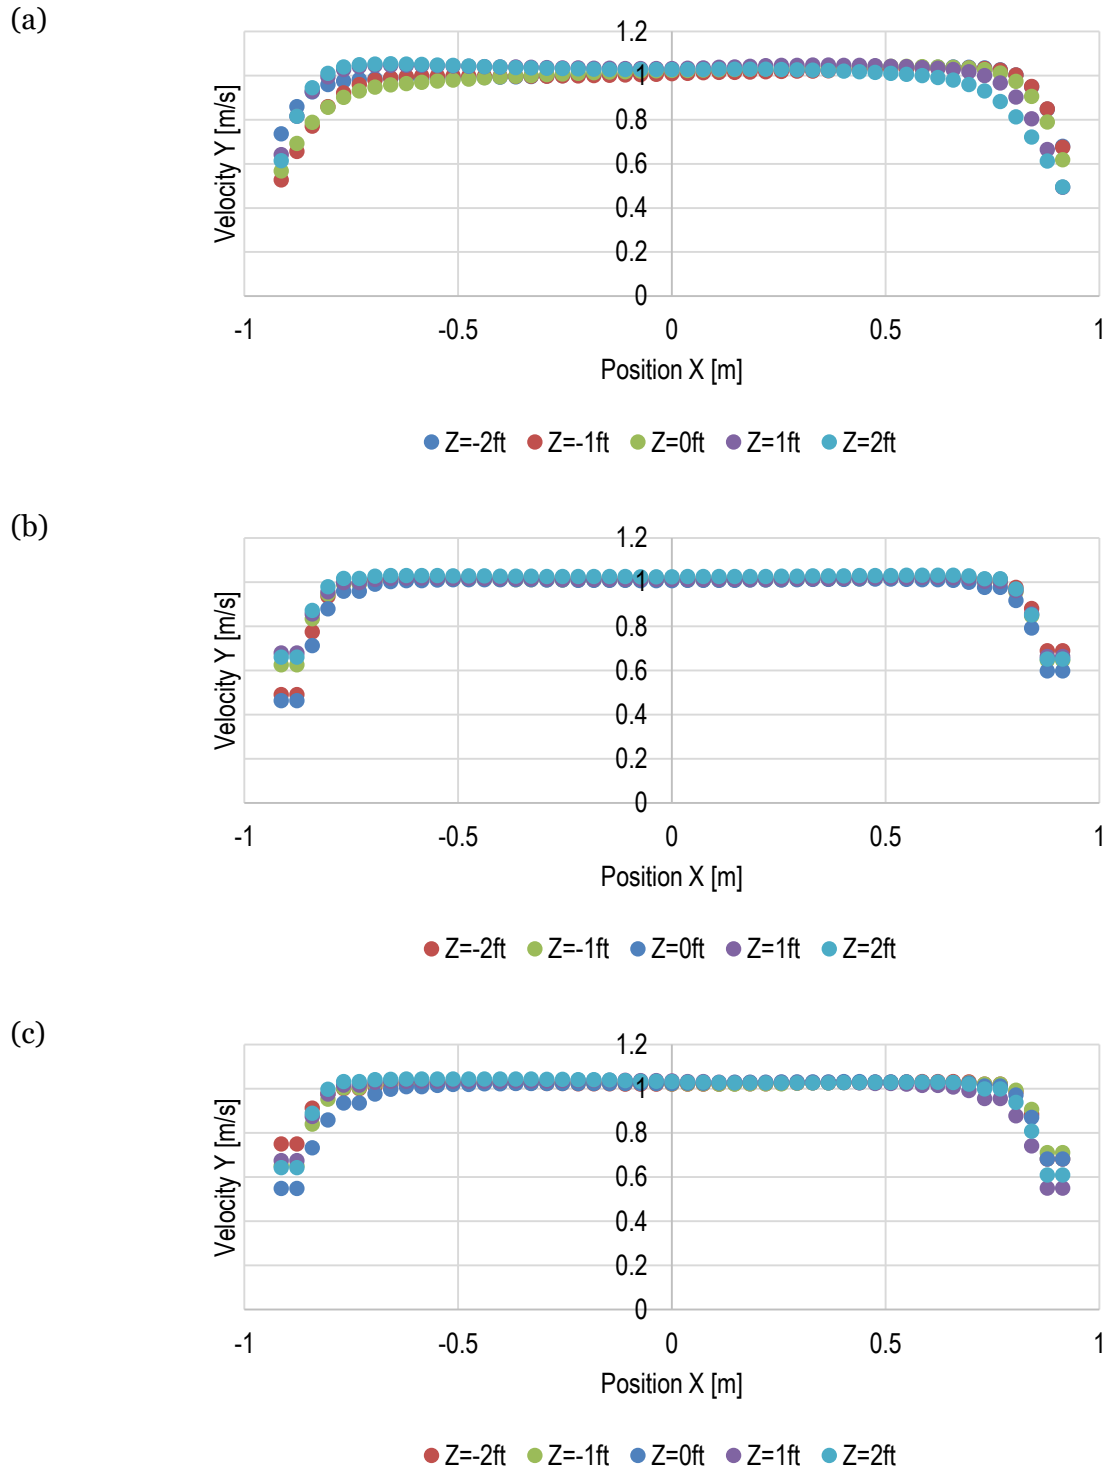 (a)
Velocity Y [m/s]
1.2
1
0.8
0.6
0.4
0.2
0
-1 -0.5 0 0.5 1
Position X [m]
Z=-2ft Z=-1ft Z=0ft Z=1ft Z=2ft
(b)
Velocity Y [m/s]
1.2
1
0.8
0.6
0.4
0.2
0
-1 -0.5 0 0.5 1
Position X [m]
Z=-2ft Z=-1ft Z=0ft Z=1ft Z=2ft
(c)
Velocity Y [m/s]
1.2
1
0.8
0.6
0.4
0.2
0
-1 -0.5 0 0.5 1
Position X [m]
Z=-2ft Z=-1ft Z=0ft Z=1ft Z=2ft